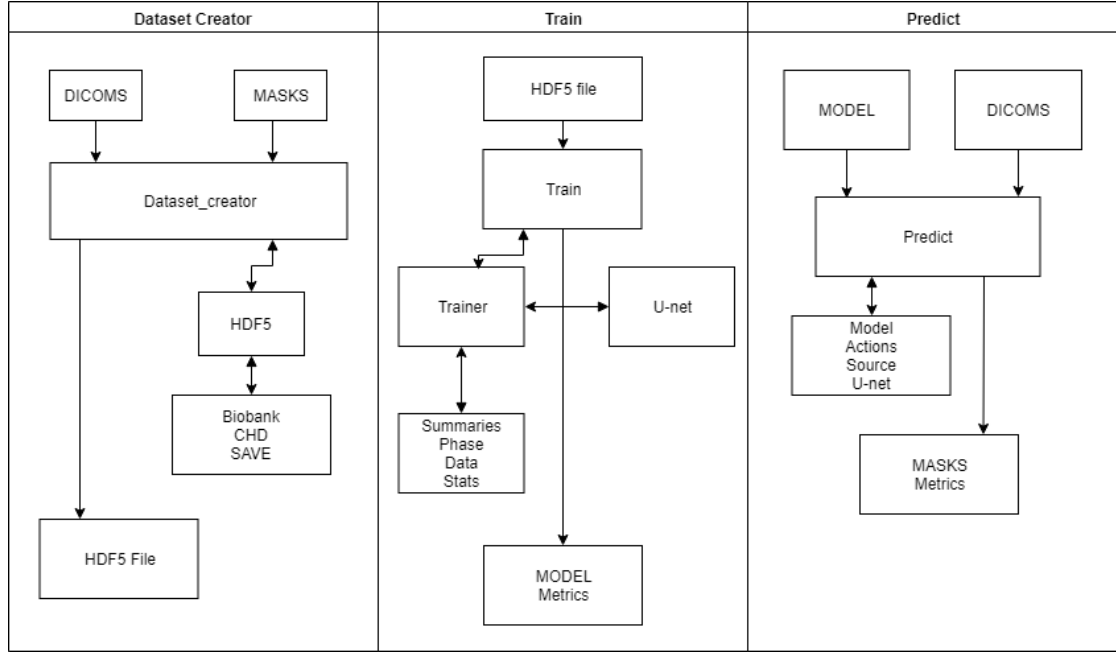 Dataset Creator
DICOMS
MASKS
Dataset_creator
HDF5
Biobank
CHD
SAVE
HDF5 File
Train
HDF5 file
Train
Trainer
U-net
Summaries
Phase
Data
Stats
MODEL
Metrics
Predict
MODEL
DICOMS
Predict
Model
Actions
Source
U-net
MASKS
Metrics